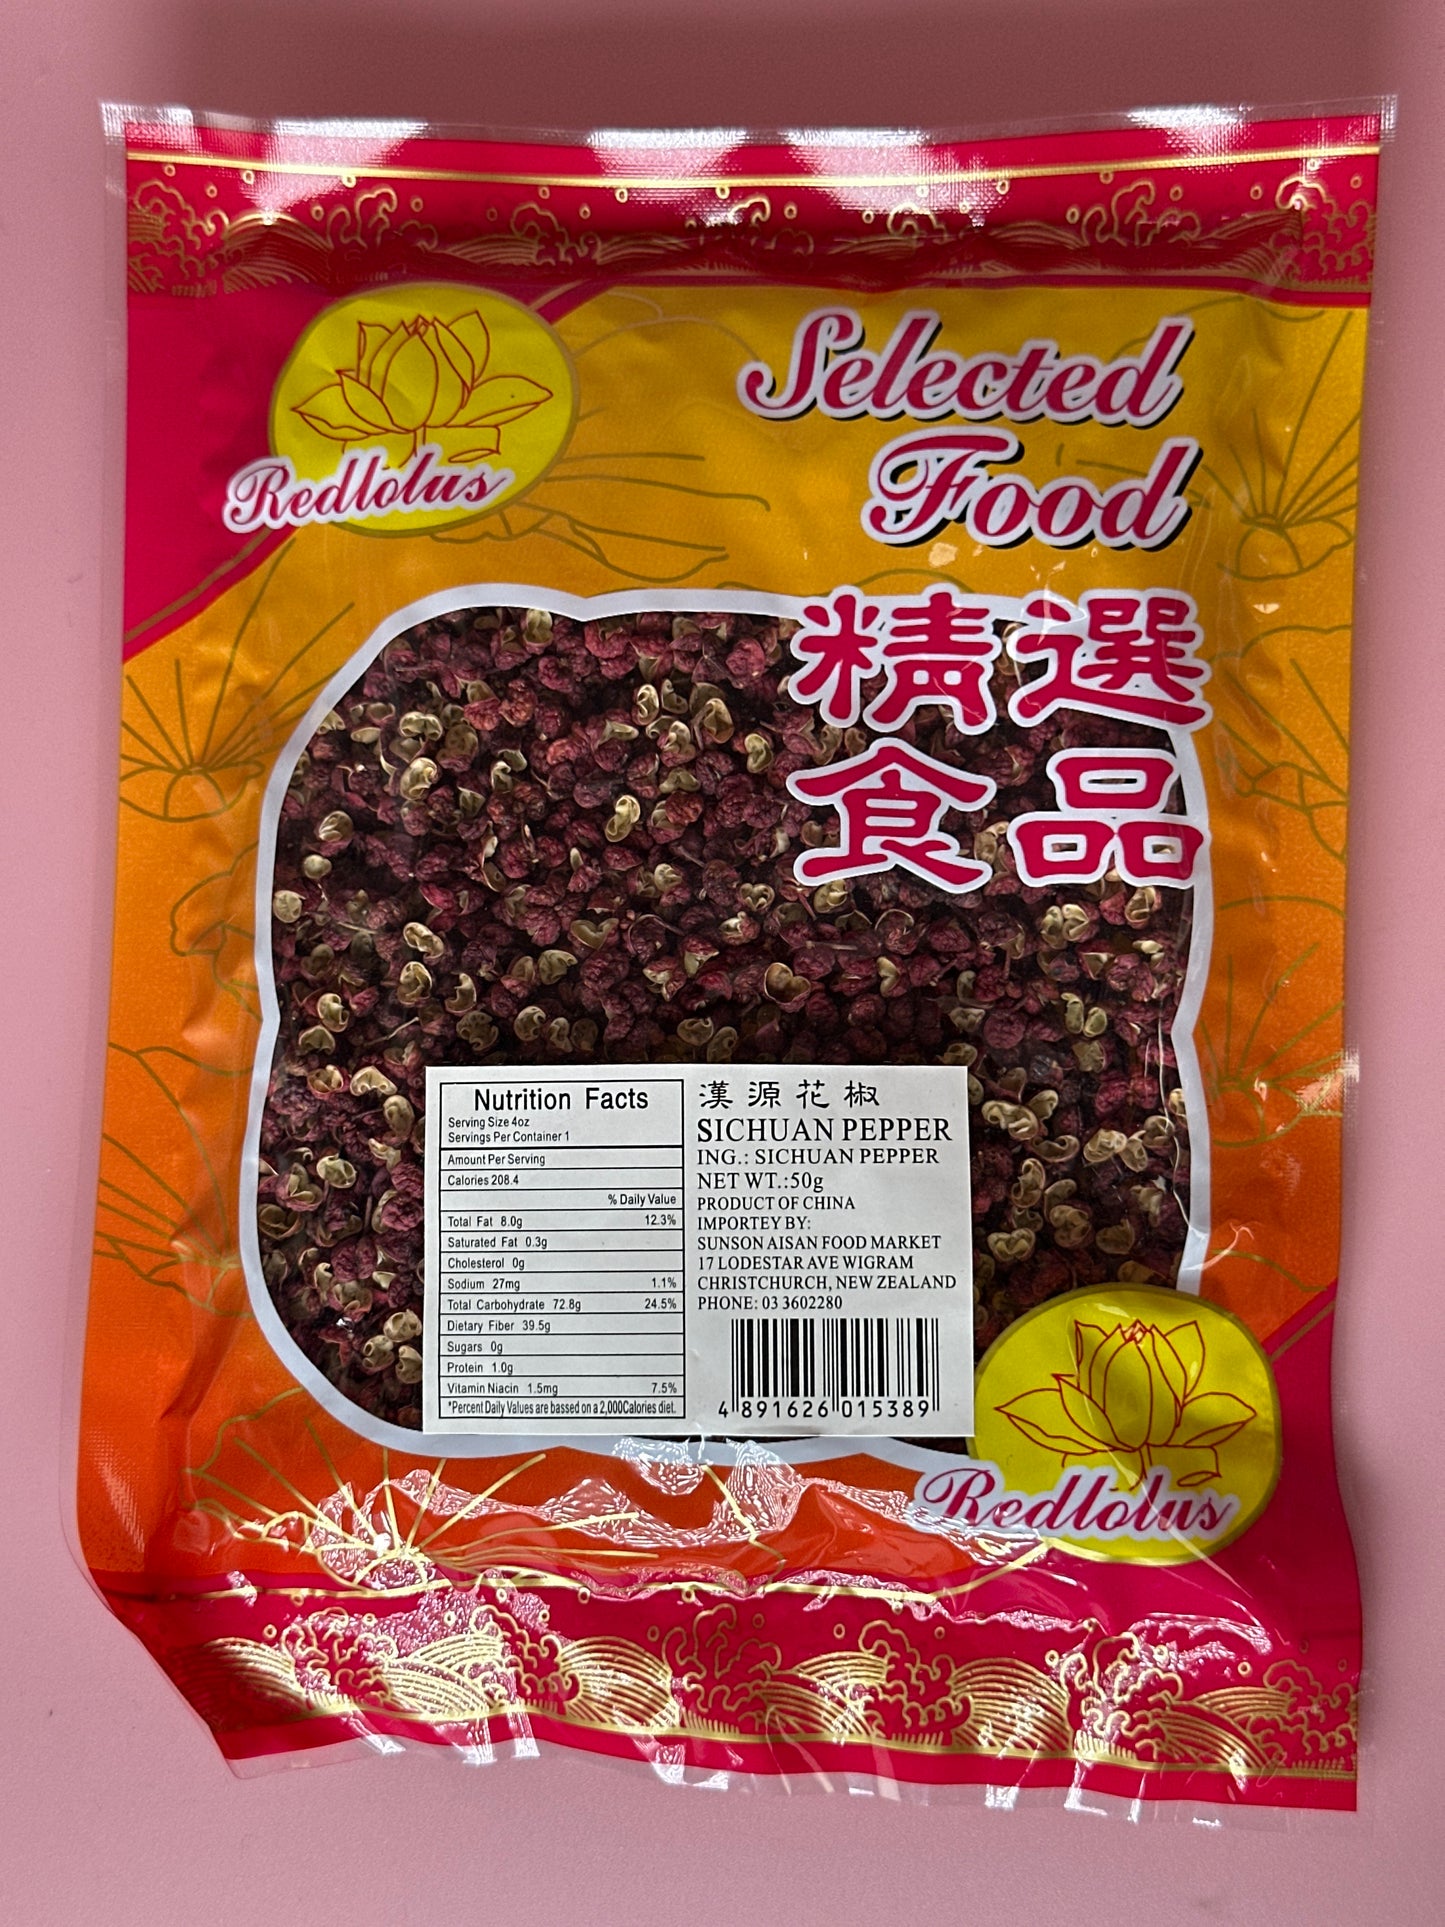 Redlotus
Selected
Food
精選
食品
Nutrition Facts
Serving Size 4oz
Servings Per Container 1
Amount Per Serving
Calories 208.4
% Daily Value
Total Fat 8.0g 12.3%
Saturated Fat 0.3g
Cholesterol 0g
Sodium 27mg 1.1%
Total Carbohydrate 72.8g 24.5%
Dietary Fiber 39.5g
Sugars 0g
Protein 1.0g
Vitamin Niacin 1.5mg 7.5%
*Percent Daily Values are bassed on a 2,000Calories diet.
漢源花椒
SICHUAN PEPPER
ING.: SICHUAN PEPPER
NET WT.:50g
PRODUCT OF CHINA
IMPORTEY BY:
SUNSON AISAN FOOD MARKET
17 LODESTAR AVE WIGRAM
CHRISTCHURCH, NEW ZEALAND
PHONE: 03 3602280
4 891626 015389
Redlotus